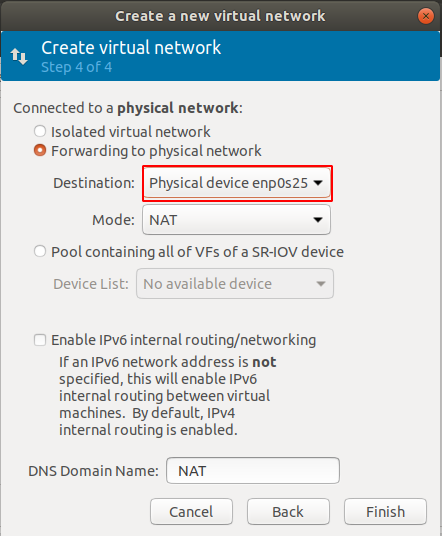 Create a new virtual network
Create virtual network
Step 4 of 4
Connected to a physical network:
Isolated virtual network
Forwarding to physical network
Destination: Physical device enp0s25
Mode: NAT
Pool containing all of VFs of a SR-IOV device
Device List: No available device
Enable IPv6 internal routing/networking
If an IPv6 network address is not
specified, this will enable IPv6
internal routing between virtual
machines. By default, IPv4
internal routing is enabled.
DNS Domain Name: NAT
Cancel Back Finish